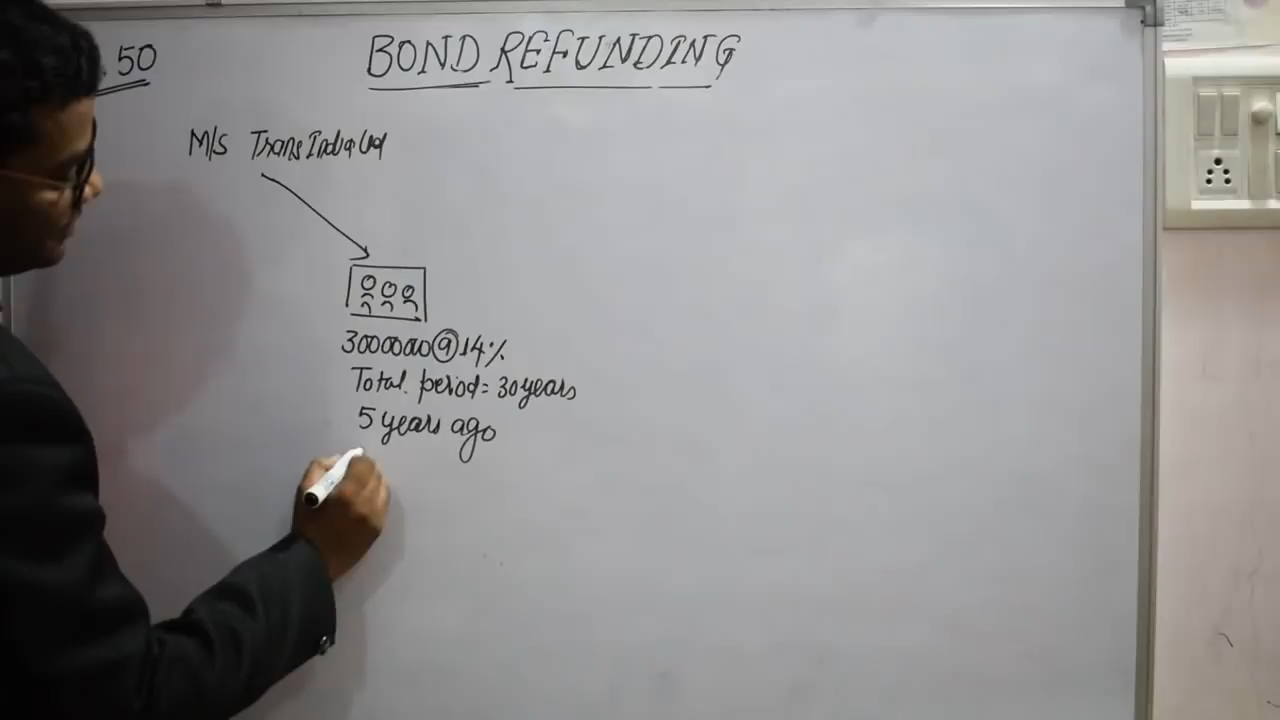 . 50
BOND REFUNDING
M/S Trans India Ltd
3000000 @ 14%
Total period = 30 years
5 years ago